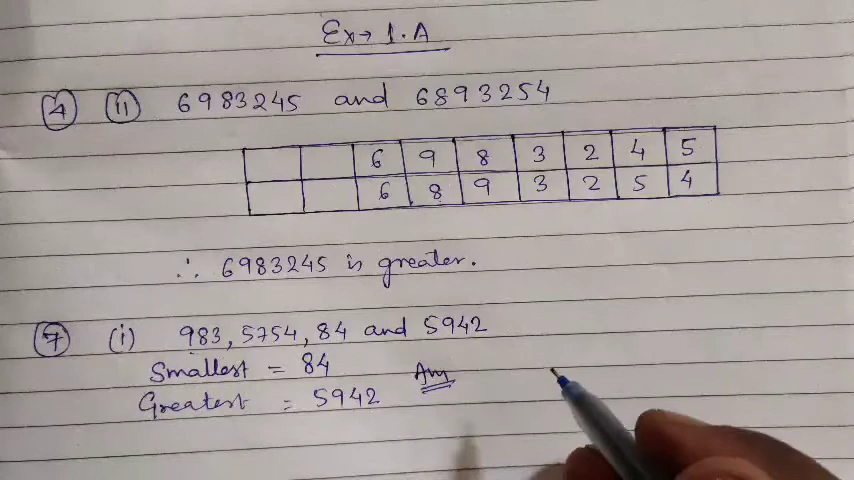 Ex→ 1.A
4 (ii) 6983245 and 6893254
6 9 8 3 2 4 5
6 8 9 3 2 5 4
∴ 6983245 is greater.
7 (i) 983, 5754, 84 and 5942
Smallest = 84
Greatest = 5942 Ans